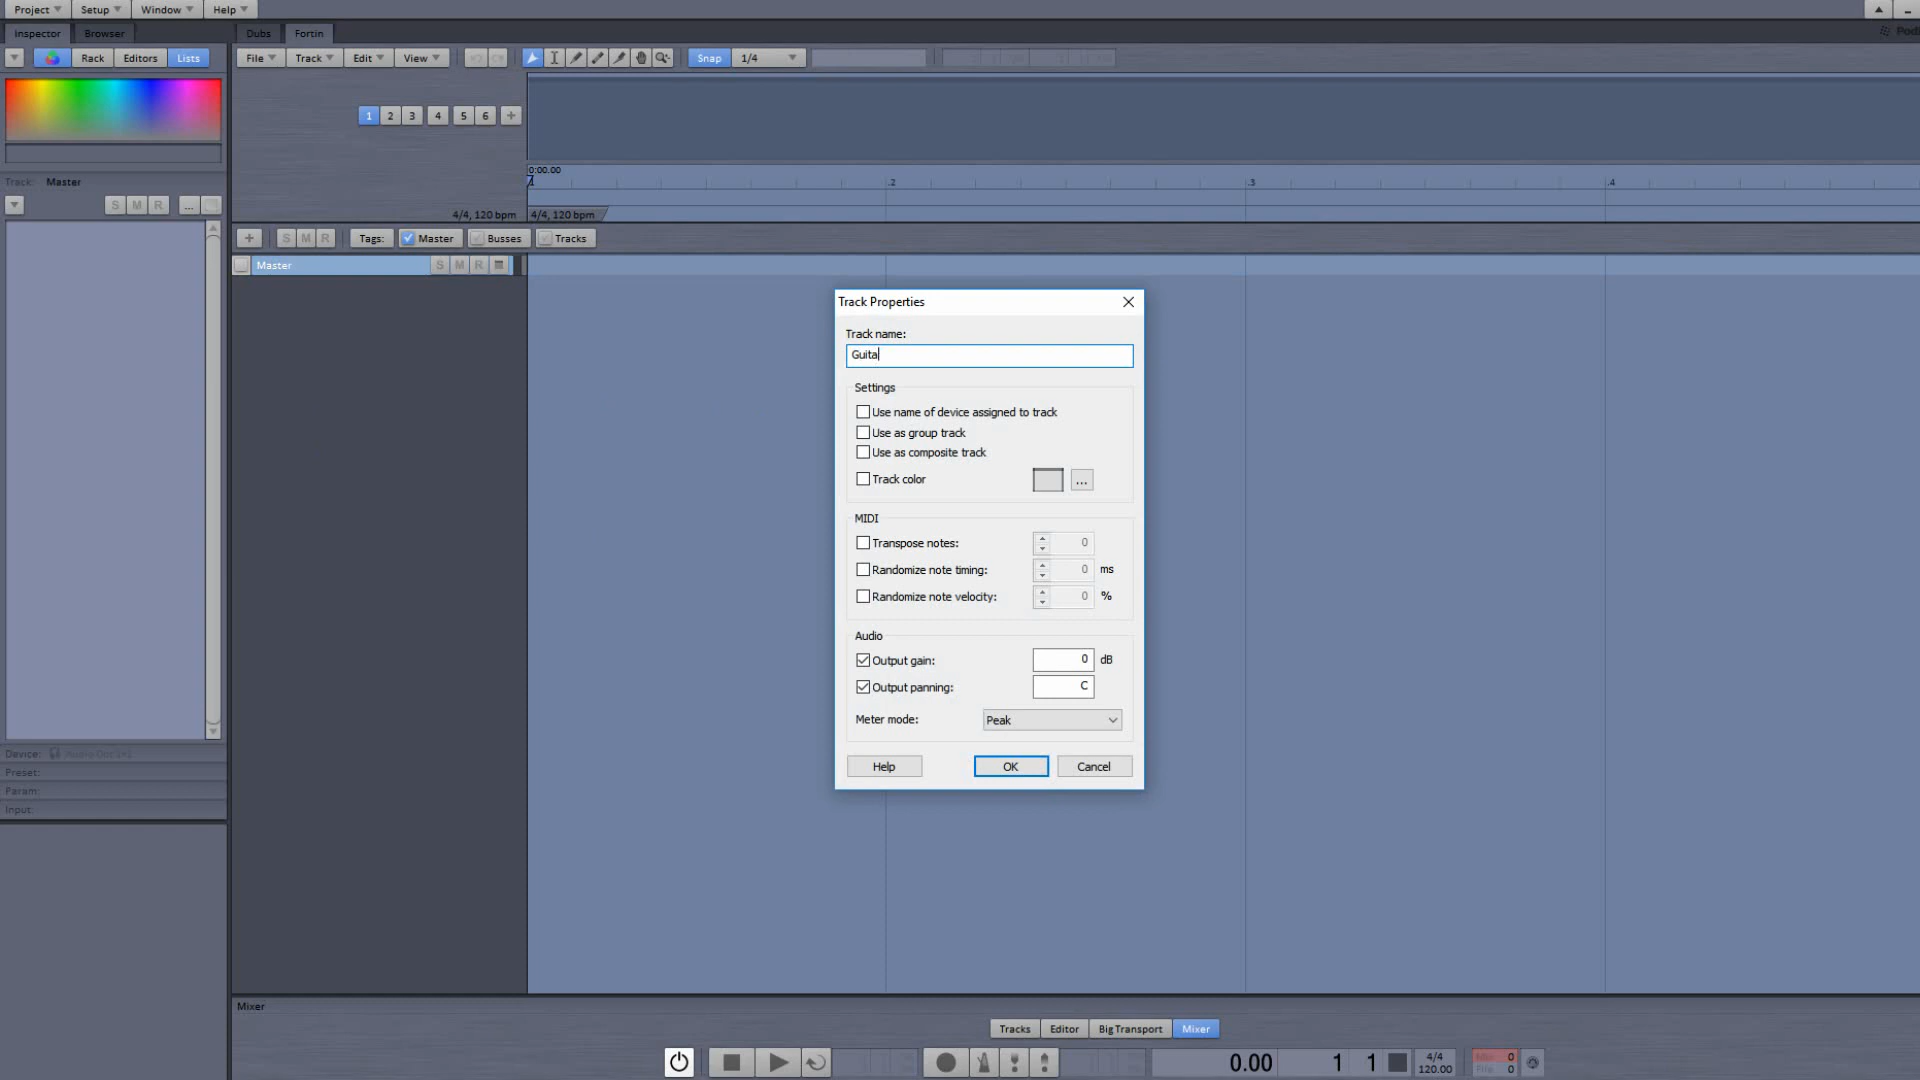 Project Setup Window Help
Inspector Browser Dubs Fortin
Rack Editors Lists File Track Edit View Snap 1/4
1 2 3 4 5 6 +
0:00.00
1 .2 .3 .4
Track: Master
S M R ...
4/4, 120 bpm 4/4, 120 bpm
+ S M R Tags: Master Busses Tracks
Master S M R
Track Properties
Track name:
Guita
Settings
Use name of device assigned to track
Use as group track
Use as composite track
Track color ...
MIDI
Transpose notes: 0
Randomize note timing: 0 ms
Randomize note velocity: 0 %
Audio
Output gain: 0 dB
Output panning: C
Meter mode: Peak
Help OK Cancel
Device:
Preset:
Param:
Input:
Mixer
Tracks Editor Big Transport Mixer
0.00 1 1 4/4
120.00
0
0